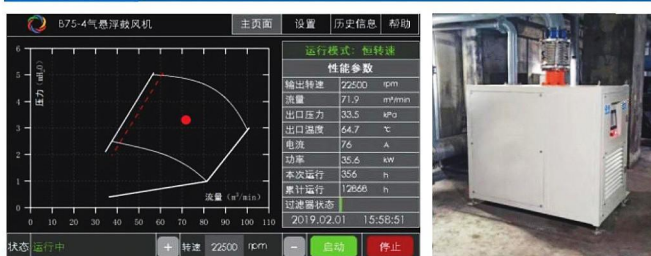 B75-4气悬浮鼓风机 主页面 设置 历史信息 帮助
运行模式: 恒转速
性能参数
输出转速 22500 rpm
流量 71.9 m³/min
出口压力 33.5 kPa
出口温度 64.7 ℃
电流 76 A
功率 35.6 kW
本次运行 356 h
累计运行 12868 h
过滤器状态
2019.02.01 15:58:51
压力 (mH₂O)
6
5
4
3
2
1
0
流量 (m³/min)
0 10 20 30 40 50 60 70 80 90 100 110
状态 运行中 + 转速 22500 rpm - 启动 停止